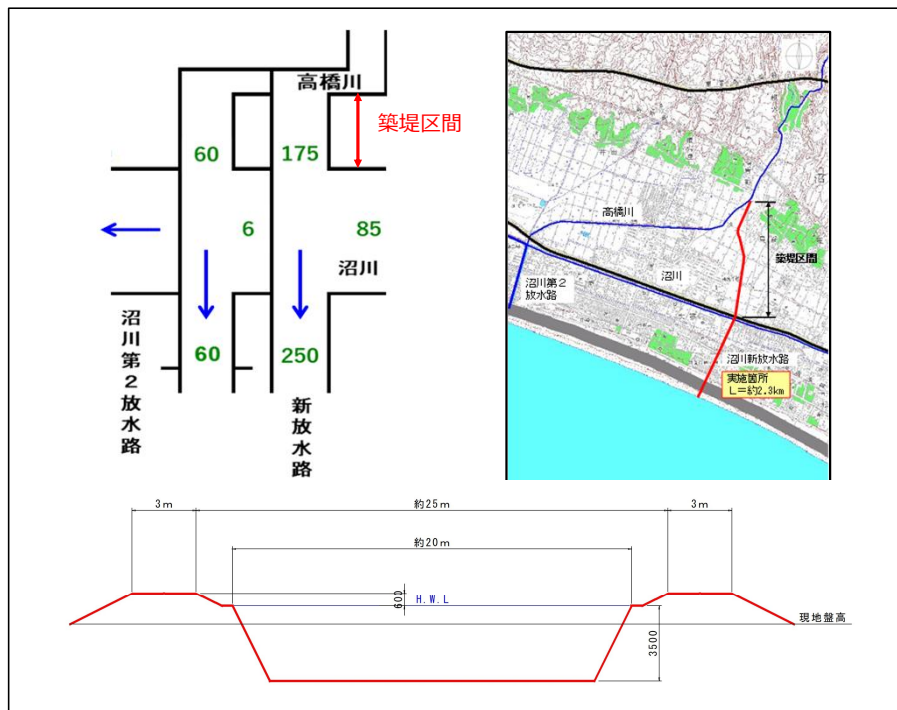 高橋川
築堤区間
60
175
6
85
沼川
60
250
沼川第2放水路
新放水路
高橋川
築堤区間
沼川
沼川第2
放水路
沼川新放水路
実施箇所
L=約2.3km
3m
約25m
3m
約20m
600
H.W.L
現地盤高
3500